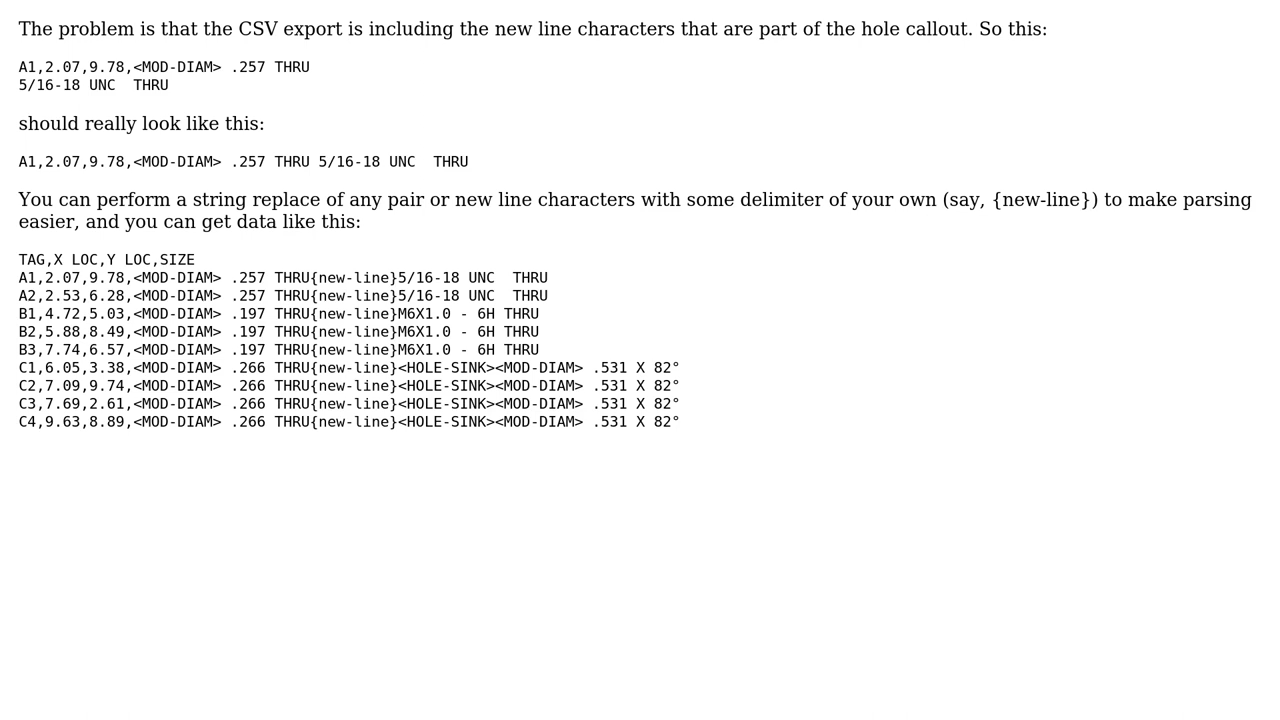 The problem is that the CSV export is including the new line characters that are part of the hole callout. So this:
A1,2.07,9.78,<MOD-DIAM> .257 THRU
5/16-18 UNC  THRU
should really look like this:
A1,2.07,9.78,<MOD-DIAM> .257 THRU 5/16-18 UNC  THRU
You can perform a string replace of any pair or new line characters with some delimiter of your own (say, {new-line}) to make parsing
easier, and you can get data like this:
TAG,X LOC,Y LOC,SIZE
A1,2.07,9.78,<MOD-DIAM> .257 THRU{new-line}5/16-18 UNC  THRU
A2,2.53,6.28,<MOD-DIAM> .257 THRU{new-line}5/16-18 UNC  THRU
B1,4.72,5.03,<MOD-DIAM> .197 THRU{new-line}M6X1.0 - 6H THRU
B2,5.88,8.49,<MOD-DIAM> .197 THRU{new-line}M6X1.0 - 6H THRU
B3,7.74,6.57,<MOD-DIAM> .197 THRU{new-line}M6X1.0 - 6H THRU
C1,6.05,3.38,<MOD-DIAM> .266 THRU{new-line}<HOLE-SINK><MOD-DIAM> .531 X 82°
C2,7.09,9.74,<MOD-DIAM> .266 THRU{new-line}<HOLE-SINK><MOD-DIAM> .531 X 82°
C3,7.69,2.61,<MOD-DIAM> .266 THRU{new-line}<HOLE-SINK><MOD-DIAM> .531 X 82°
C4,9.63,8.89,<MOD-DIAM> .266 THRU{new-line}<HOLE-SINK><MOD-DIAM> .531 X 82°